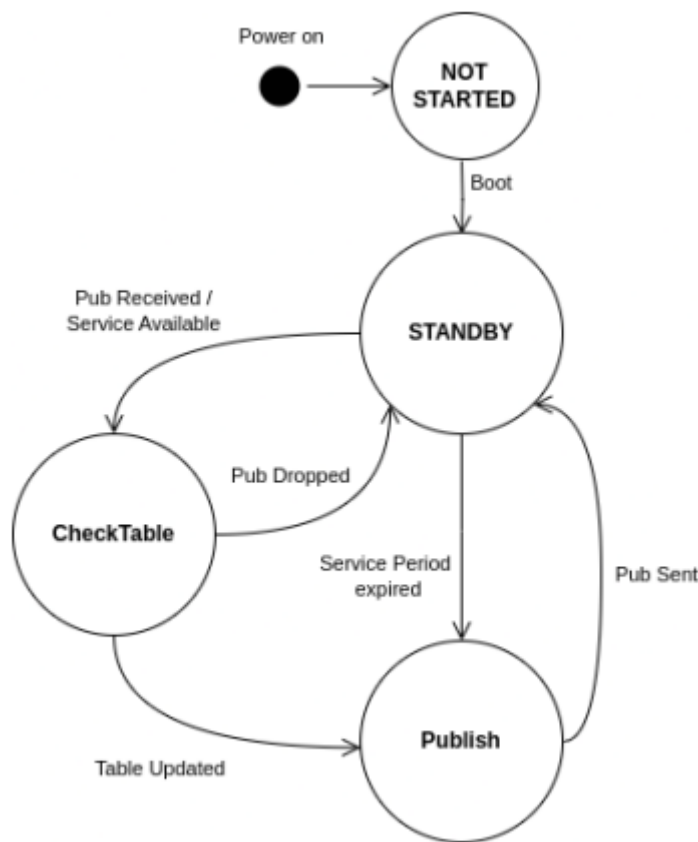 Power on
NOT
STARTED
Boot
Pub Received /
Service Available
STANDBY
Pub Dropped
CheckTable
Service Period
expired
Pub Sent
Publish
Table Updated